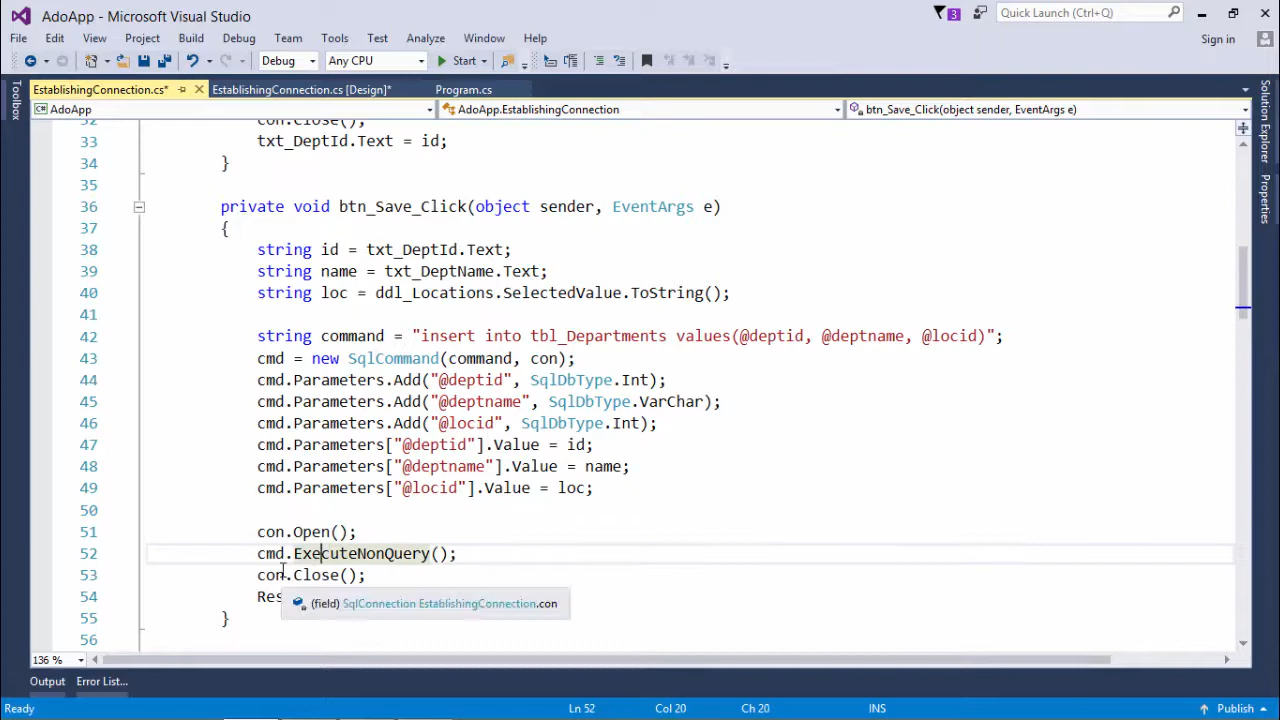 AdoApp - Microsoft Visual Studio
3
Quick Launch (Ctrl+Q)
File Edit View Project Build Debug Team Tools Test Analyze Window Help
Sign in
Debug Any CPU Start
Toolbox
EstablishingConnection.cs* EstablishingConnection.cs [Design]* Program.cs
AdoApp AdoApp.EstablishingConnection btn_Save_Click(object sender, EventArgs e)
Solution Explorer
Properties
32 con.Close();
33 txt_DeptId.Text = id;
34 }
35
36 private void btn_Save_Click(object sender, EventArgs e)
37 {
38 string id = txt_DeptId.Text;
39 string name = txt_DeptName.Text;
40 string loc = ddl_Locations.SelectedValue.ToString();
41
42 string command = "insert into tbl_Departments values(@deptid, @deptname, @locid)";
43 cmd = new SqlCommand(command, con);
44 cmd.Parameters.Add("@deptid", SqlDbType.Int);
45 cmd.Parameters.Add("@deptname", SqlDbType.VarChar);
46 cmd.Parameters.Add("@locid", SqlDbType.Int);
47 cmd.Parameters["@deptid"].Value = id;
48 cmd.Parameters["@deptname"].Value = name;
49 cmd.Parameters["@locid"].Value = loc;
50
51 con.Open();
52 cmd.ExecuteNonQuery();
53 con.Close();
54 Res
(field) SqlConnection EstablishingConnection.con
55 }
56
136 %
Output Error List...
Ready Ln 52 Col 20 Ch 20 INS Publish